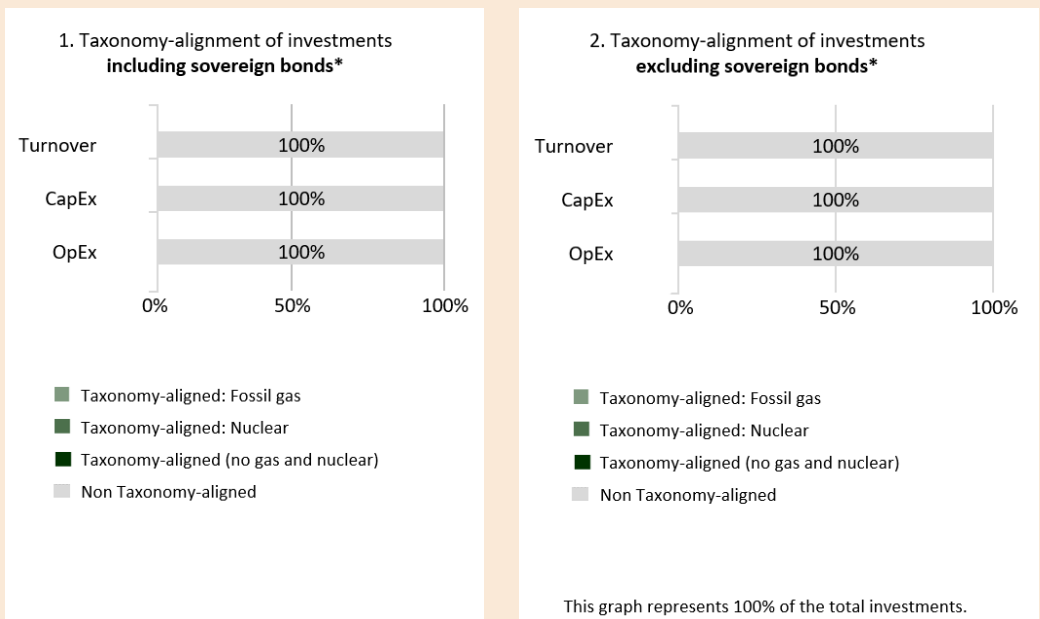 1. Taxonomy-alignment of investments
including sovereign bonds*
Turnover
100%
CapEx
100%
OpEx
100%
0%
50%
100%
Taxonomy-aligned: Fossil gas
Taxonomy-aligned: Nuclear
Taxonomy-aligned (no gas and nuclear)
Non Taxonomy-aligned
2. Taxonomy-alignment of investments
excluding sovereign bonds*
Turnover
100%
CapEx
100%
OpEx
100%
0%
50%
100%
Taxonomy-aligned: Fossil gas
Taxonomy-aligned: Nuclear
Taxonomy-aligned (no gas and nuclear)
Non Taxonomy-aligned
This graph represents 100% of the total investments.